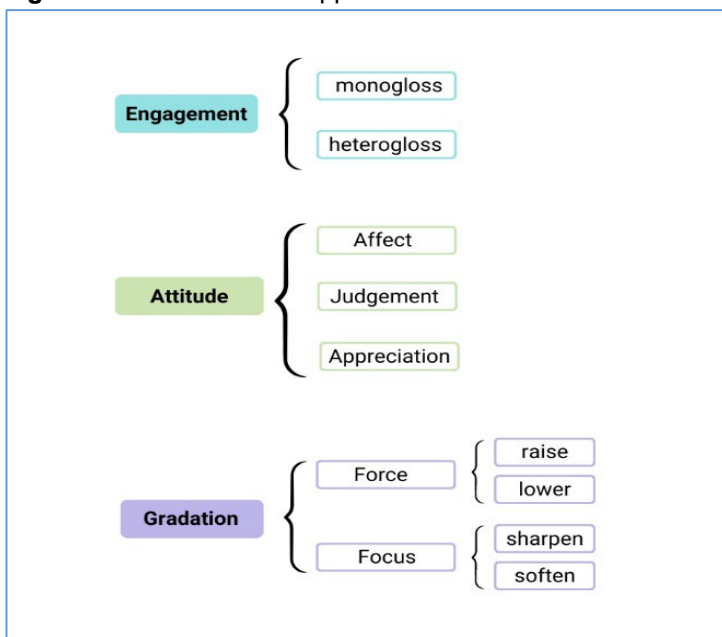 monogloss
Engagement
heterogloss
Affect
Attitude
Judgement
Appreciation
raise
Force
lower
Gradation
sharpen
Focus
soften